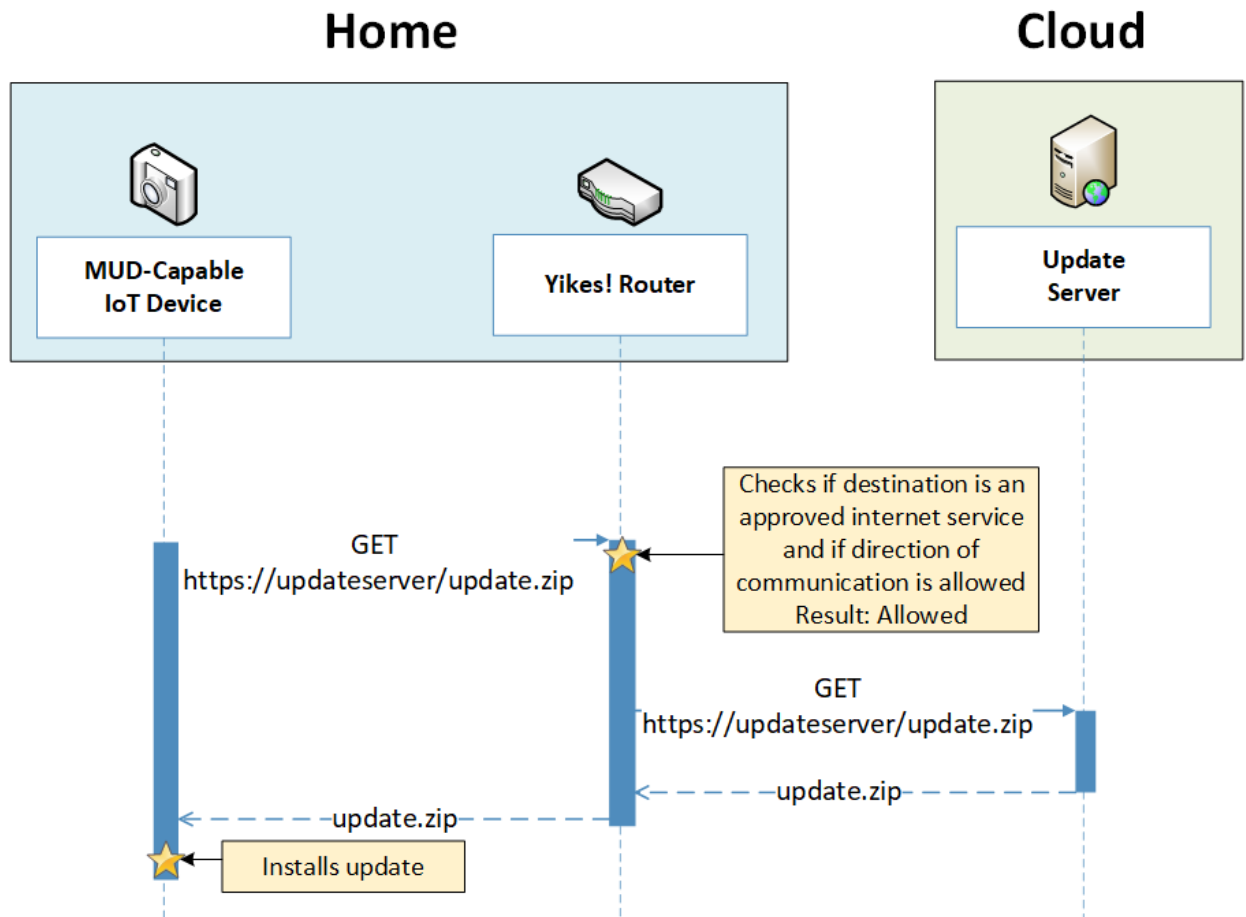 Home
Cloud
MUD-Capable
IoT Device
Yikes! Router
Update
Server
Checks if destination is an
approved internet service
and if direction of
communication is allowed
Result: Allowed
GET
https://updateserver/update.zip
GET
https://updateserver/update.zip
update.zip
update.zip
Installs update